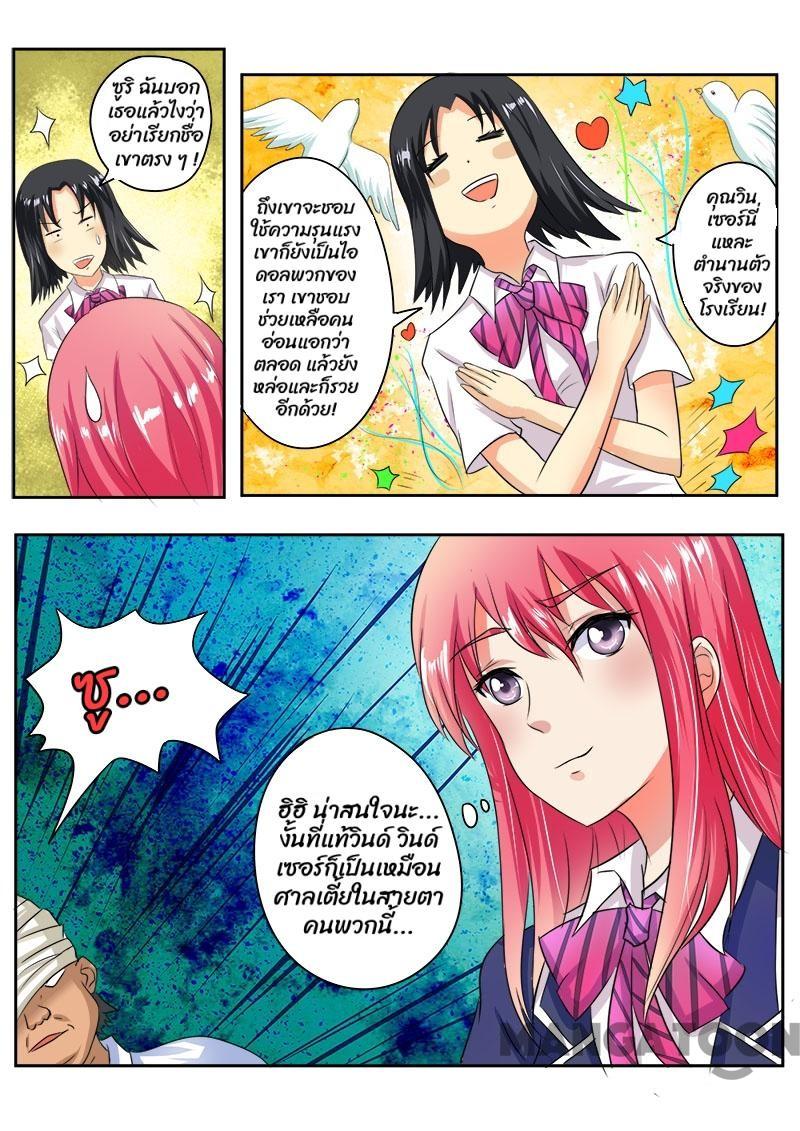 ซูริ ฉันบอก
เธอแล้วไงว่า
อย่าเรียกชื่อ
เขาตรง ๆ !
ถึงเขาจะชอบ
ใช้ความรุนแรง
เขาก็ยังเป็นไอ
ดอลพวกของ
เรา เขาชอบ
ช่วยเหลือคน
อ่อนแอกว่า
ตลอด แล้วยัง
หล่อและก็รวย
อีกด้วย!
คุณวิน
เซอร์นี่
แหละ
ตำนานตัว
จริงของ
โรงเรียน!
ซู...
ฮิฮิ น่าสนใจนะ...
งั้นที่แท้วินด์ วินด์
เซอร์ก็เป็นเหมือน
ศาลเตี้ยในสายตา
คนพวกนี้...
MANGATOON